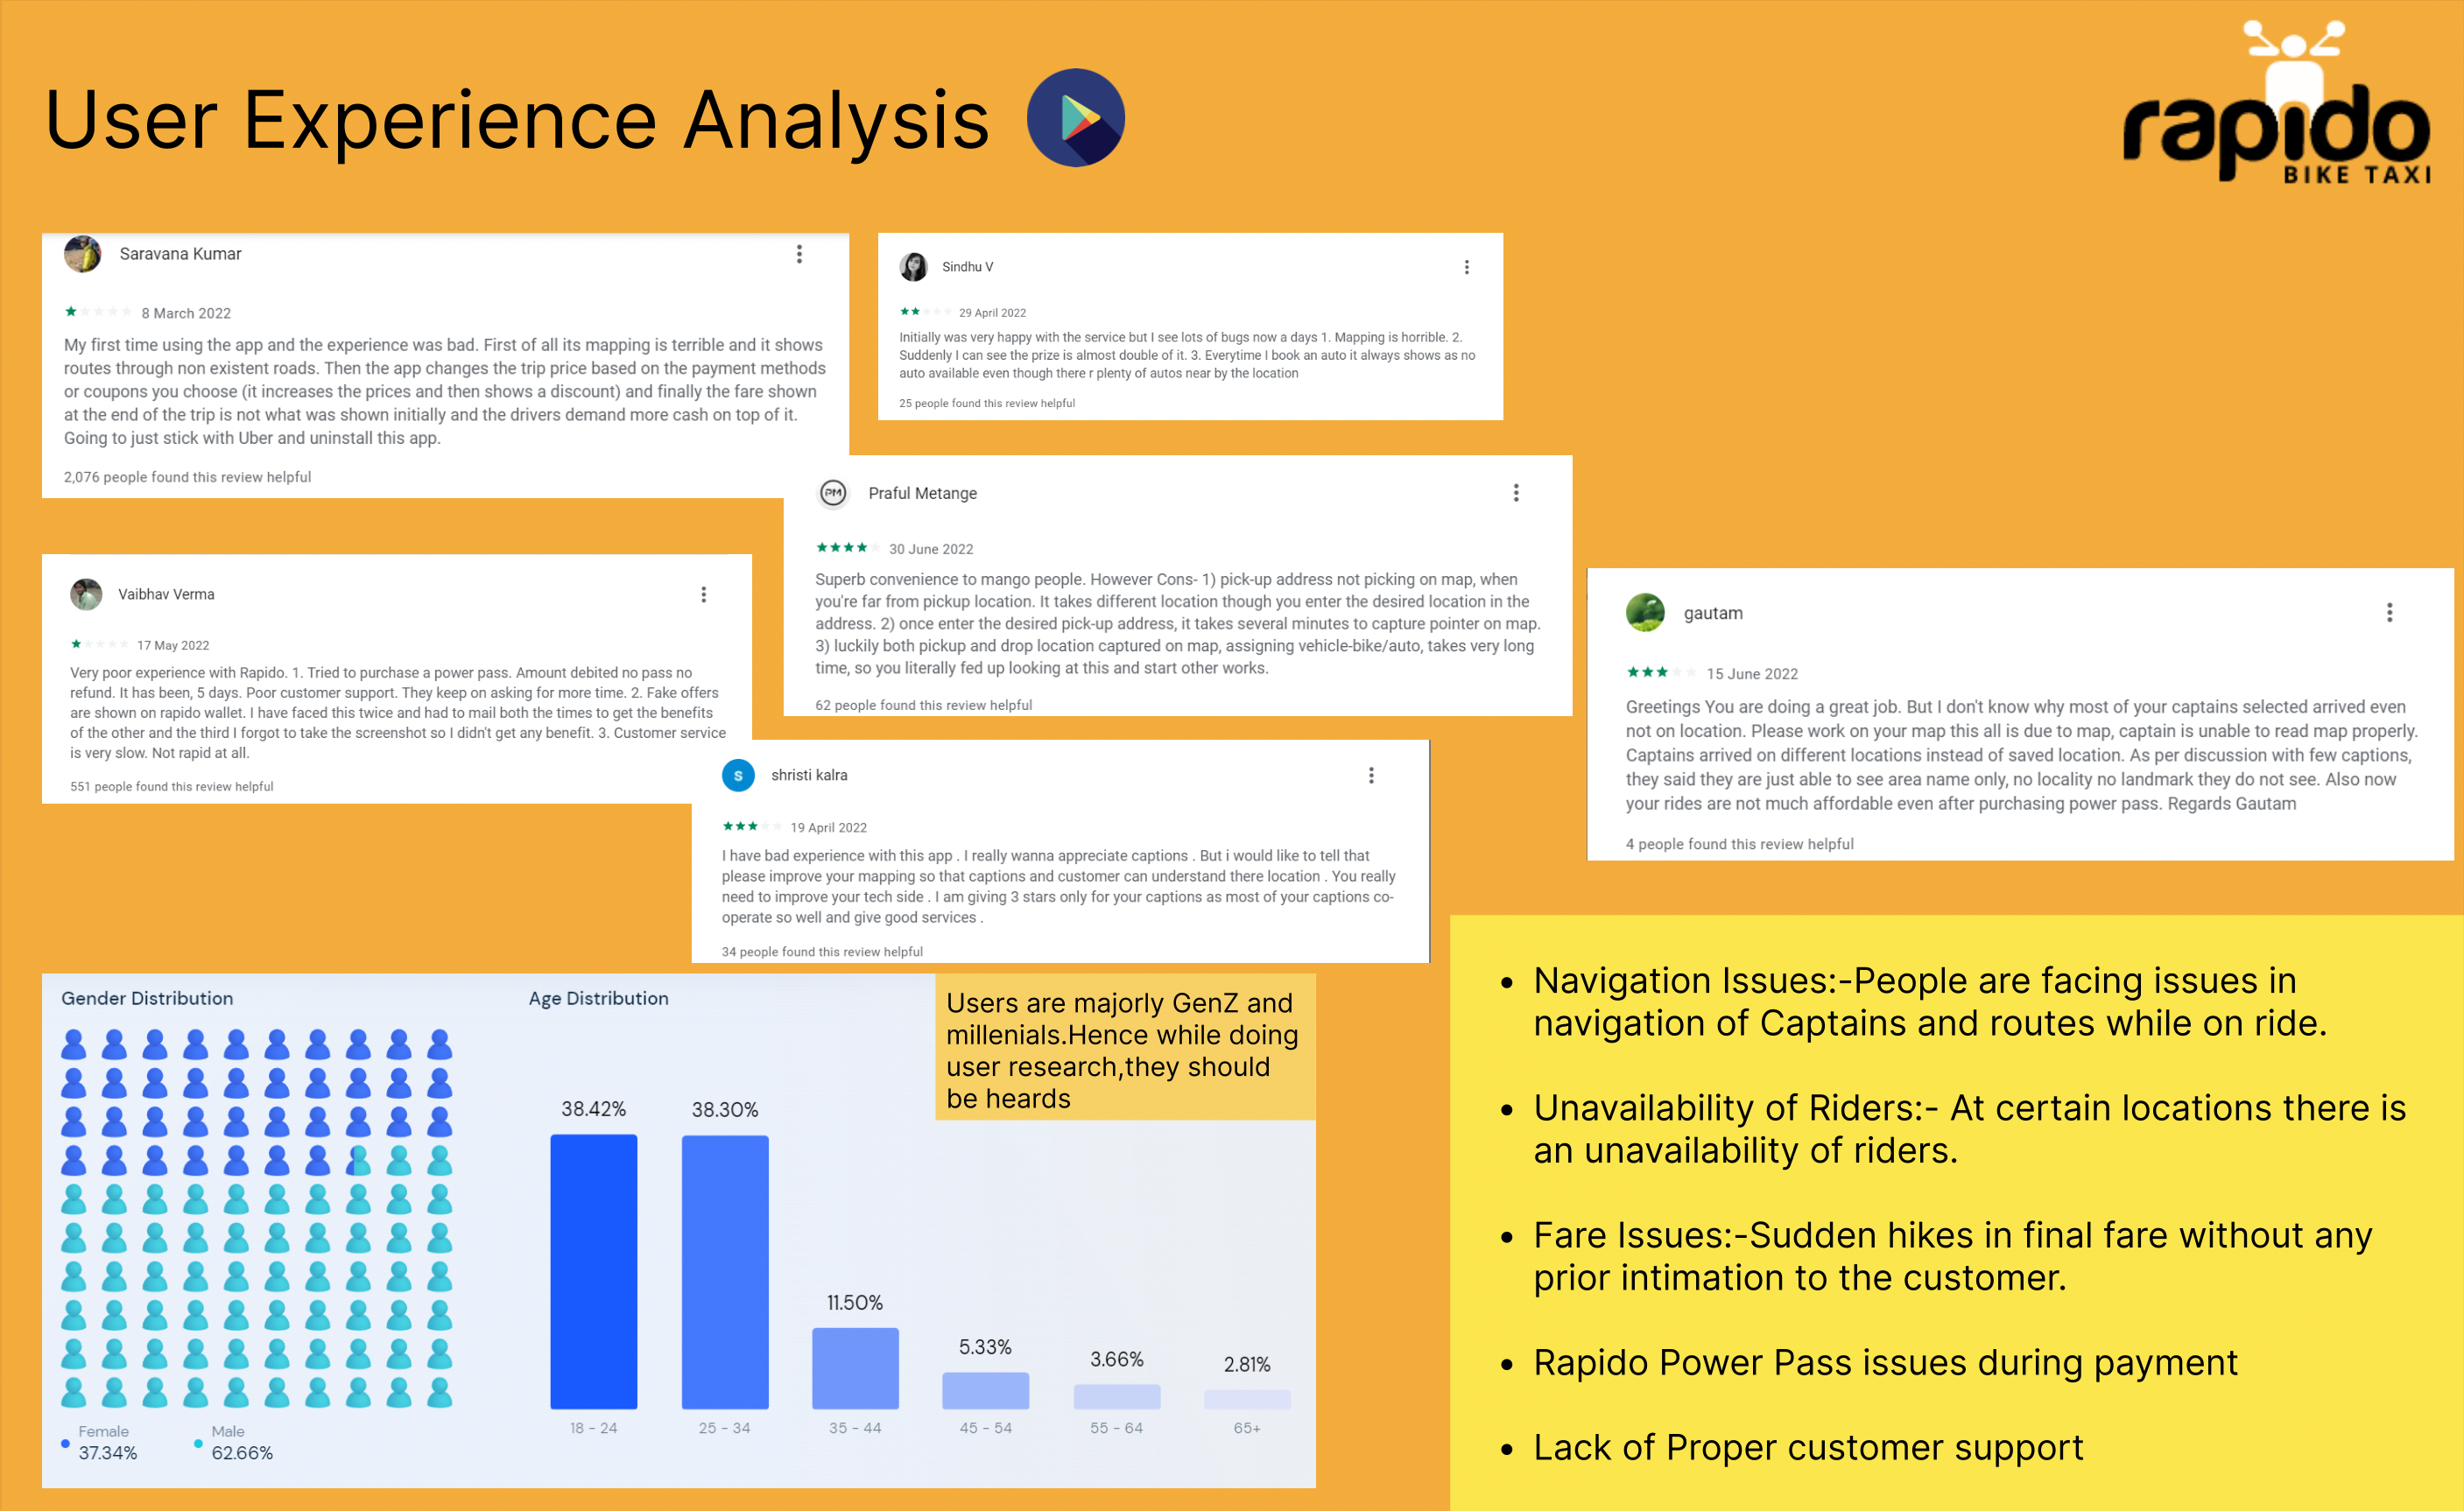 User Experience Analysis
rapido
BIKE TAXI
Saravana Kumar
8 March 2022
My first time using the app and the experience was bad. First of all its mapping is terrible and it shows
routes through non existent roads. Then the app changes the trip price based on the payment methods
or coupons you choose (it increases the prices and then shows a discount) and finally the fare shown
at the end of the trip is not what was shown initially and the drivers demand more cash on top of it.
Going to just stick with Uber and uninstall this app.
2,076 people found this review helpful
Sindhu V
29 April 2022
Initially was very happy with the service but I see lots of bugs now a days 1. Mapping is horrible. 2.
Suddenly I can see the prize is almost double of it. 3. Everytime I book an auto it always shows as no
auto available even though there r plenty of autos near by the location
25 people found this review helpful
PM
Praful Metange
30 June 2022
Superb convenience to mango people. However Cons- 1) pick-up address not picking on map, when
you're far from pickup location. It takes different location though you enter the desired location in the
address. 2) once enter the desired pick-up address, it takes several minutes to capture pointer on map.
3) luckily both pickup and drop location captured on map, assigning vehicle-bike/auto, takes very long
time, so you literally fed up looking at this and start other works.
62 people found this review helpful
Vaibhav Verma
17 May 2022
Very poor experience with Rapido. 1. Tried to purchase a power pass. Amount debited no pass no
refund. It has been, 5 days. Poor customer support. They keep on asking for more time. 2. Fake offers
are shown on rapido wallet. I have faced this twice and had to mail both the times to get the benefits
of the other and the third I forgot to take the screenshot so I didn't get any benefit. 3. Customer service
is very slow. Not rapid at all.
551 people found this review helpful
gautam
15 June 2022
Greetings You are doing a great job. But I don't know why most of your captains selected arrived even
not on location. Please work on your map this all is due to map, captain is unable to read map properly.
Captains arrived on different locations instead of saved location. As per discussion with few captions,
they said they are just able to see area name only, no locality no landmark they do not see. Also now
your rides are not much affordable even after purchasing power pass. Regards Gautam
4 people found this review helpful
S
shristi kalra
19 April 2022
I have bad experience with this app . I really wanna appreciate captions . But i would like to tell that
please improve your mapping so that captions and customer can understand there location . You really
need to improve your tech side . I am giving 3 stars only for your captions as most of your captions co-
operate so well and give good services .
34 people found this review helpful
Gender Distribution
Female
37.34%
Male
62.66%
Age Distribution
38.42%
38.30%
11.50%
5.33%
3.66%
2.81%
18 - 24
25 - 34
35 - 44
45 - 54
55 - 64
65+
Users are majorly GenZ and
millenials.Hence while doing
user research,they should
be heards
• Navigation Issues:-People are facing issues in
navigation of Captains and routes while on ride.
• Unavailability of Riders:- At certain locations there is
an unavailability of riders.
• Fare Issues:-Sudden hikes in final fare without any
prior intimation to the customer.
• Rapido Power Pass issues during payment
• Lack of Proper customer support